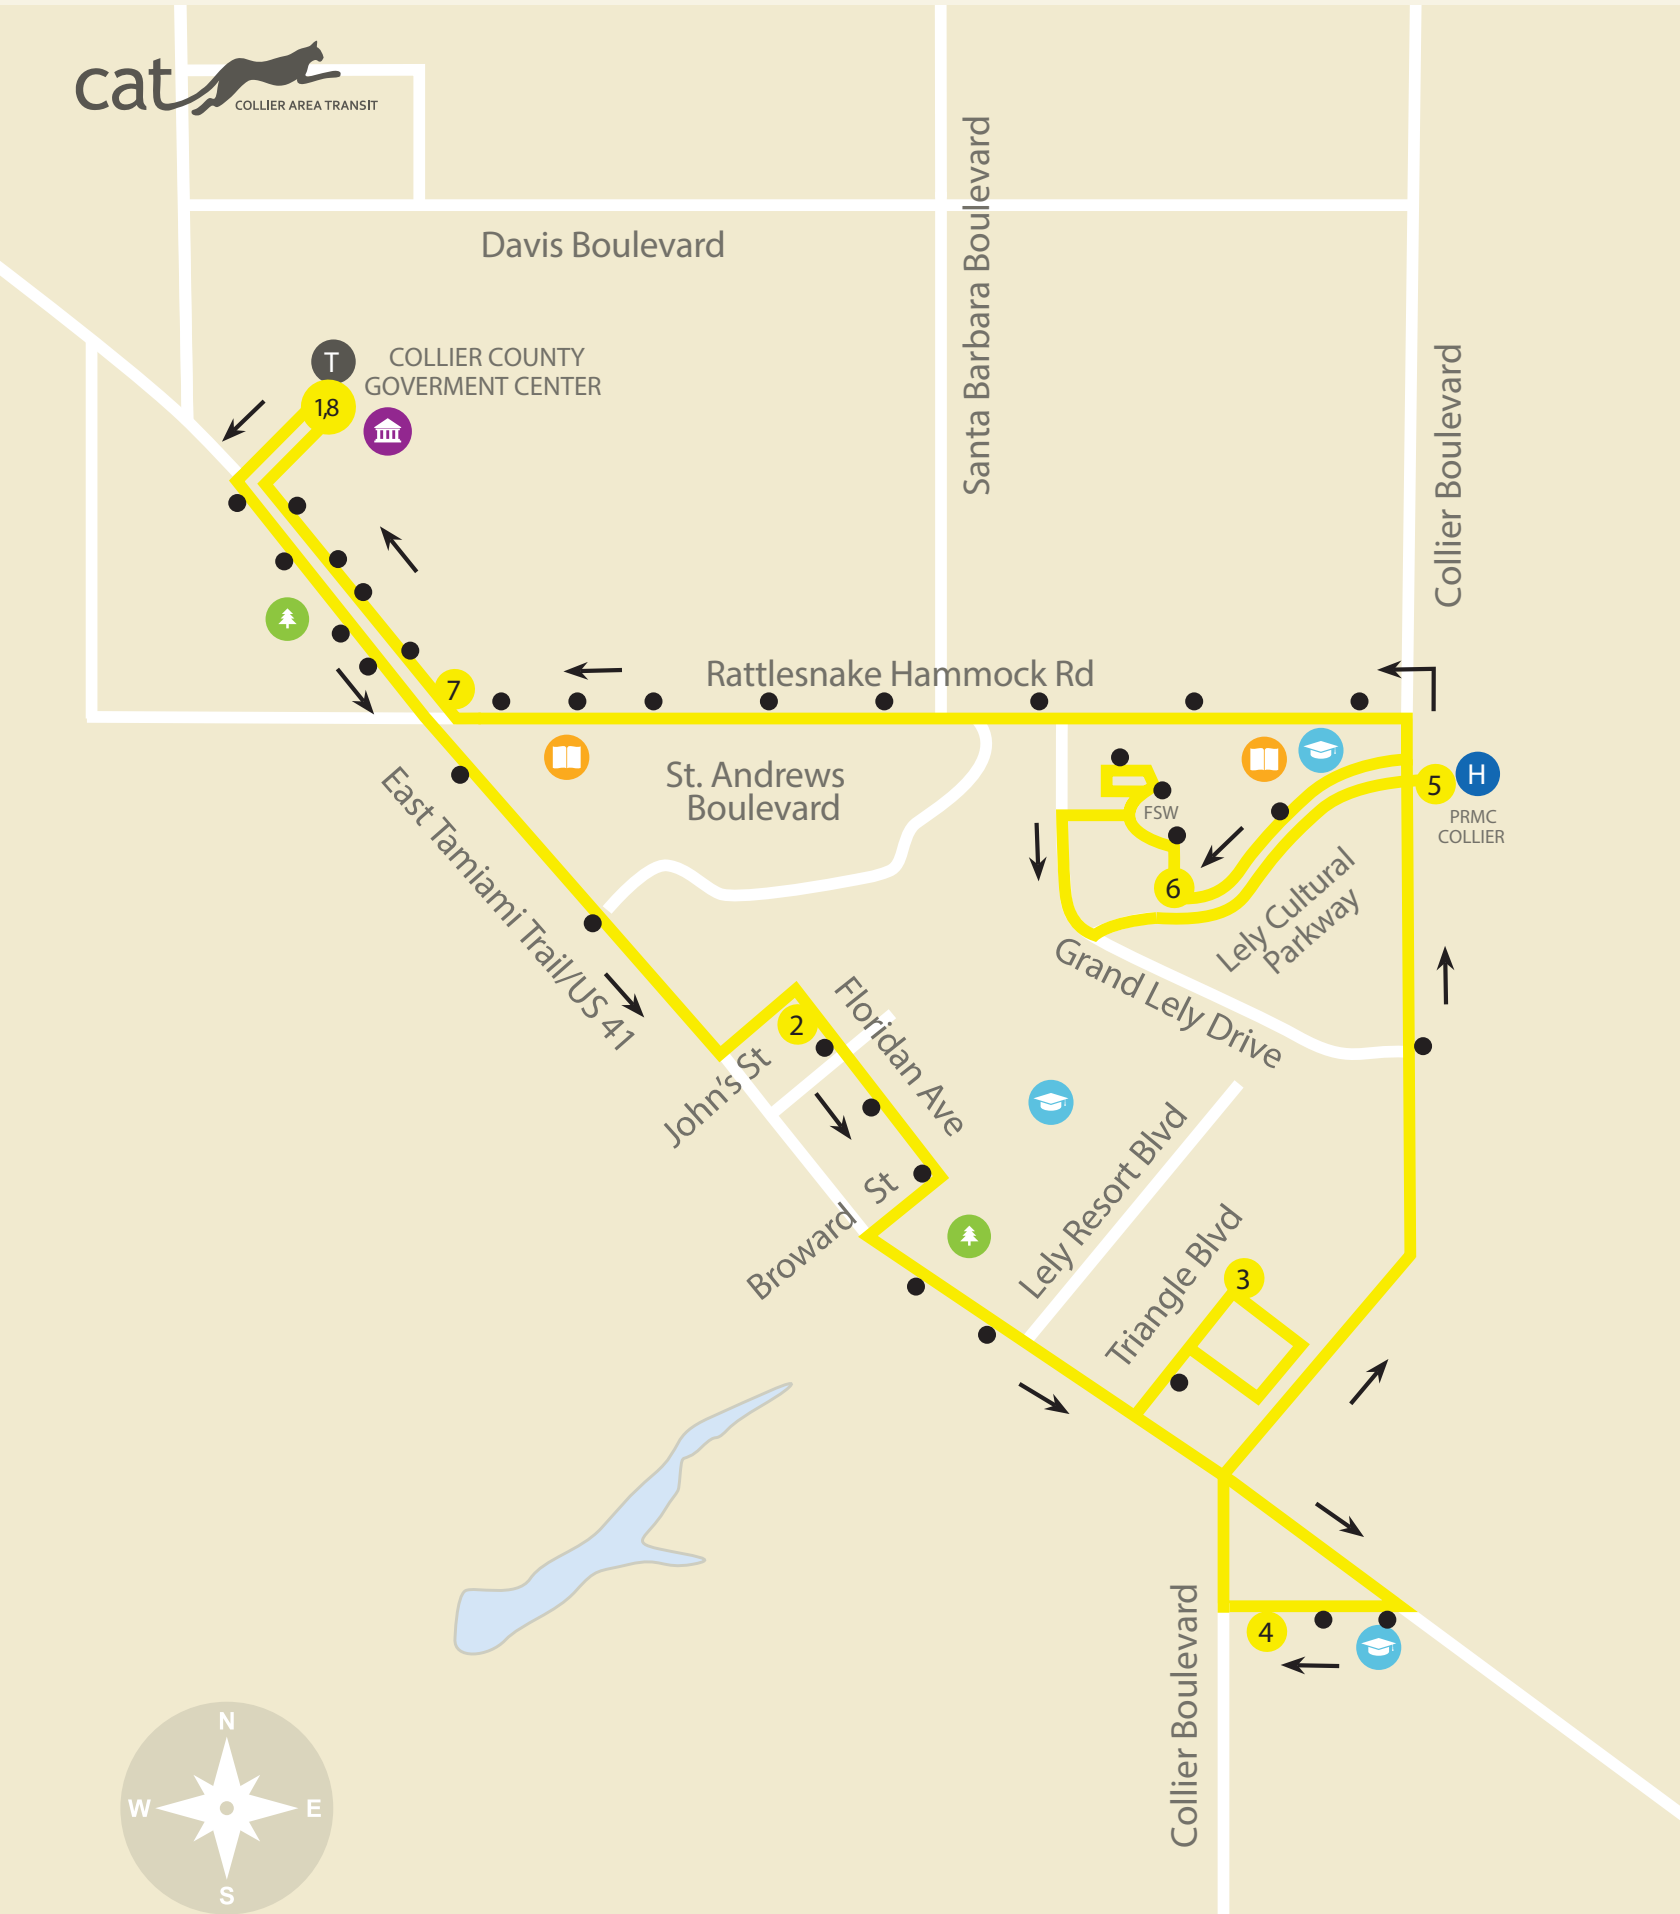 cat
COLLIER AREA TRANSIT
Davis Boulevard
Santa Barbara Boulevard
Collier Boulevard
T
COLLIER COUNTY
GOVERMENT CENTER
1,8
7
Rattlesnake Hammock Rd
St. Andrews
Boulevard
FSW
5
H
PRMC
COLLIER
6
Lely Cultural
Parkway
Grand Lely Drive
East Tamiami Trail/US 41
2
Floridan Ave
John's St
Broward St
Lely Resort Blvd
Triangle Blvd
3
4
Collier Boulevard
N
W
E
S